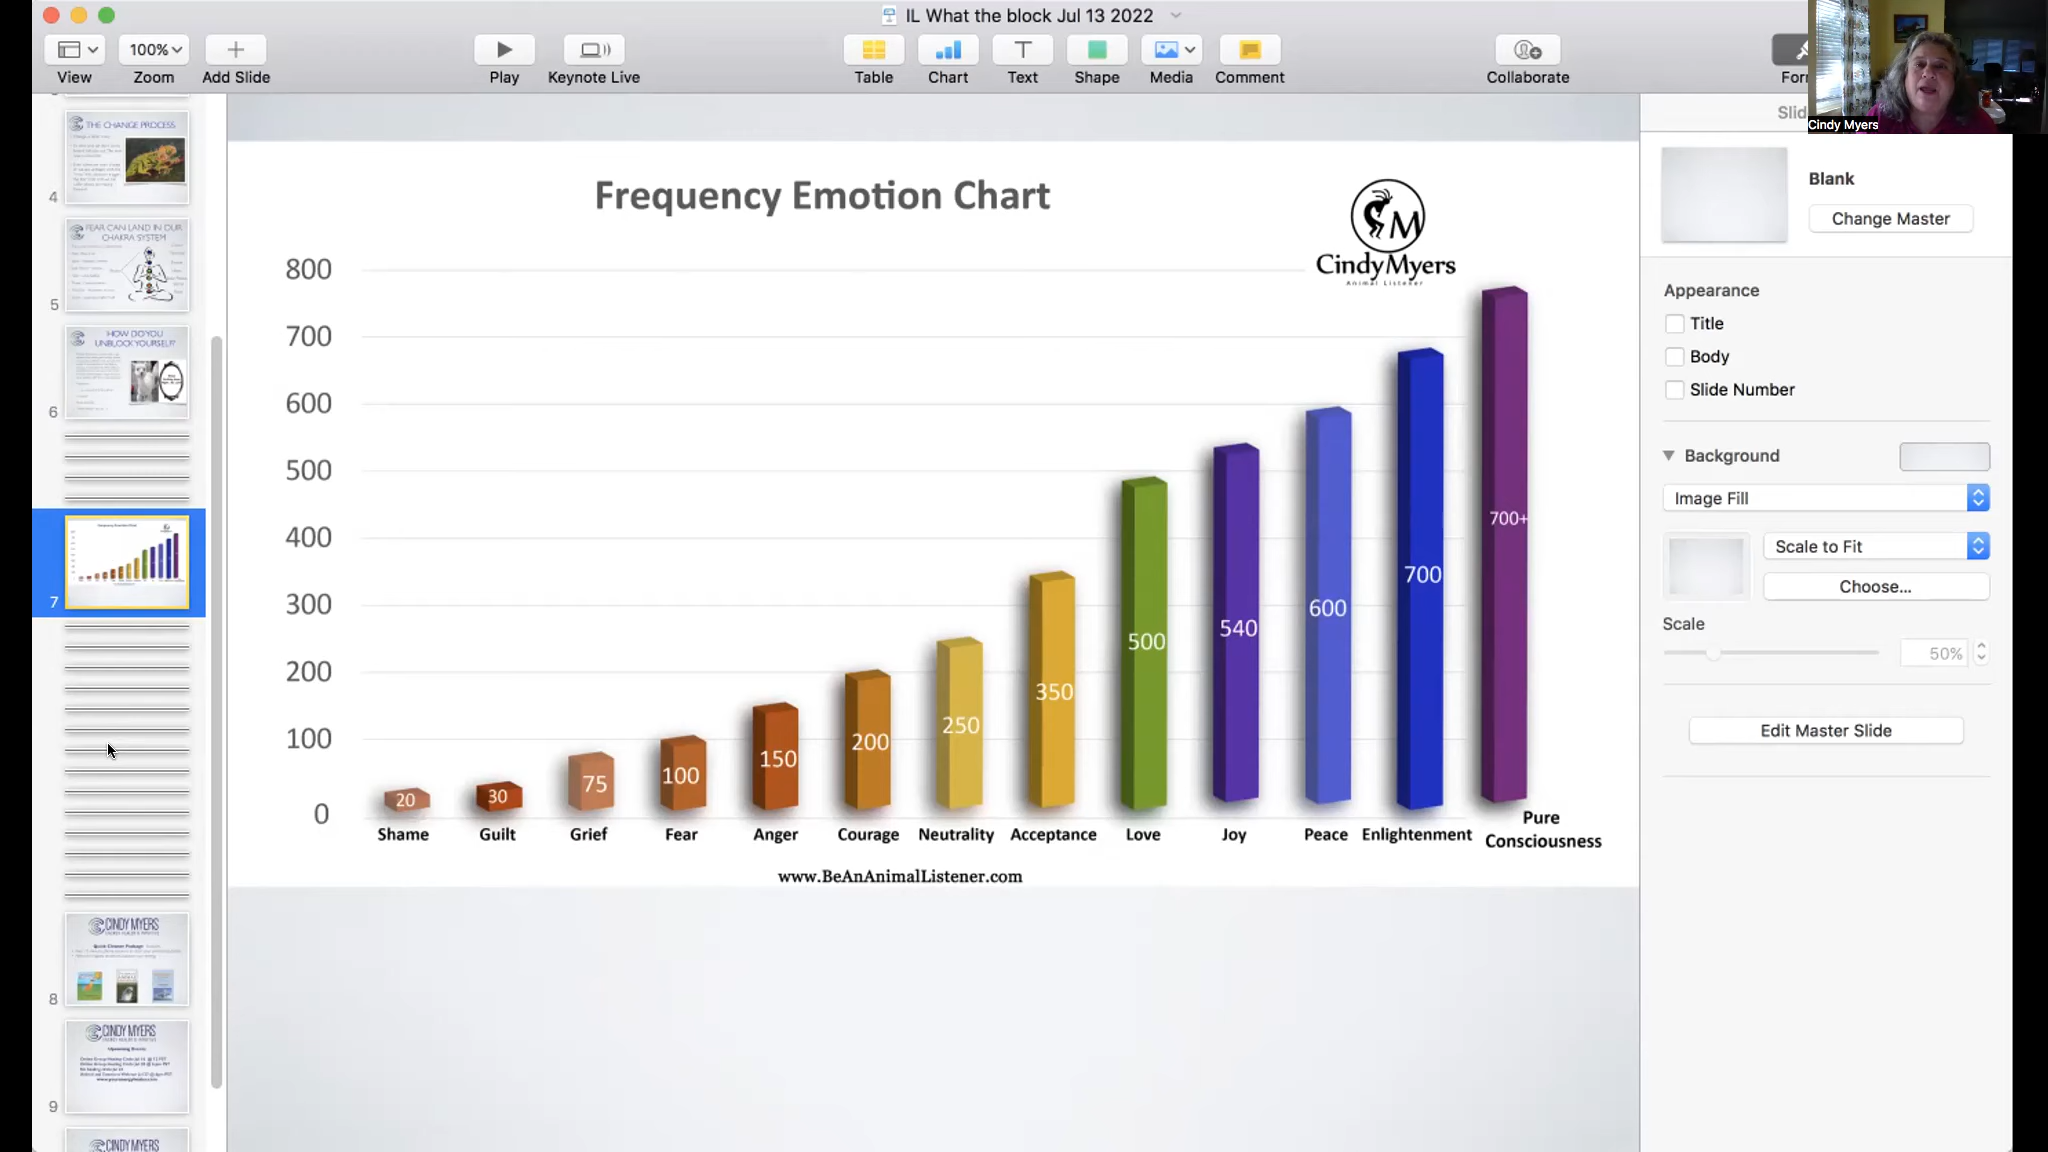 IL What the block Jul 13 2022
100%
View
Zoom
Add Slide
Play
Keynote Live
Table
Chart
Text
Shape
Media
Comment
Collaborate
Cindy Myers
THE CHANGE PROCESS
4
FEAR CAN LAND IN OUR
CHAKRA SYSTEM
5
HOW DO YOU
UNBLOCK YOURSELF?
6
7
CINDY MYERS
8
CINDY MYERS
9
CINDY MYERS
Frequency Emotion Chart
M
CindyMyers
Animal Listener
800
700
600
500
400
300
200
100
0
20
30
75
100
150
200
250
350
500
540
600
700
700+
Shame
Guilt
Grief
Fear
Anger
Courage
Neutrality
Acceptance
Love
Joy
Peace
Enlightenment
Pure
Consciousness
www.BeAnAnimalListener.com
Blank
Change Master
Appearance
Title
Body
Slide Number
Background
Image Fill
Scale to Fit
Choose...
Scale
50%
Edit Master Slide